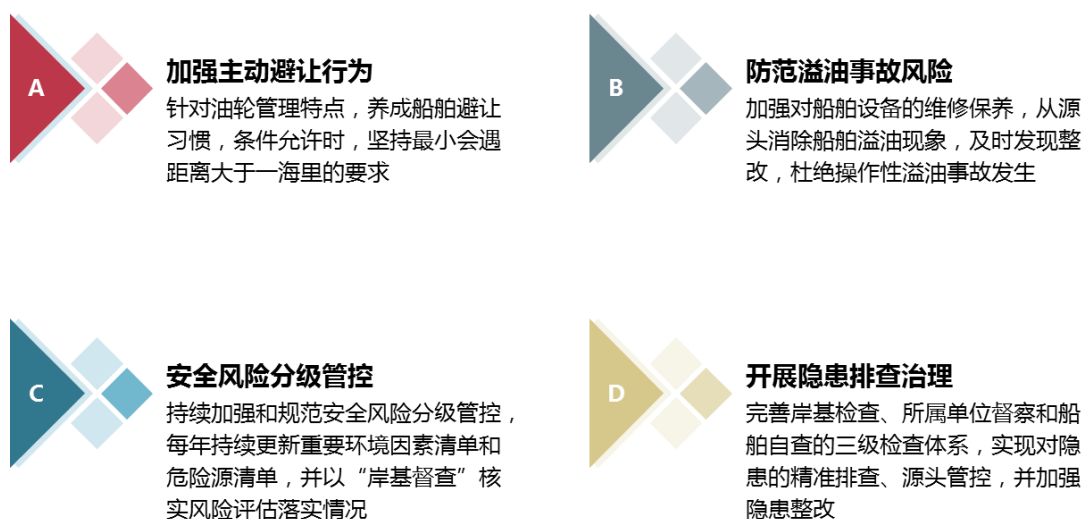 A
加强主动避让行为
针对油轮管理特点，养成船舶避让
习惯，条件允许时，坚持最小会遇
距离大于一海里的要求
B
防范溢油事故风险
加强对船舶设备的维修保养，从源
头消除船舶溢油现象，及时发现整
改，杜绝操作性溢油事故发生
C
安全风险分级管控
持续加强和规范安全风险分级管控，
每年持续更新重要环境因素清单和
危险源清单，并以“岸基督查”核
实风险评估落实情况
D
开展隐患排查治理
完善岸基检查、所属单位督察和船
舶自查的三级检查体系，实现对隐
患的精准排查、源头管控，并加强
隐患整改